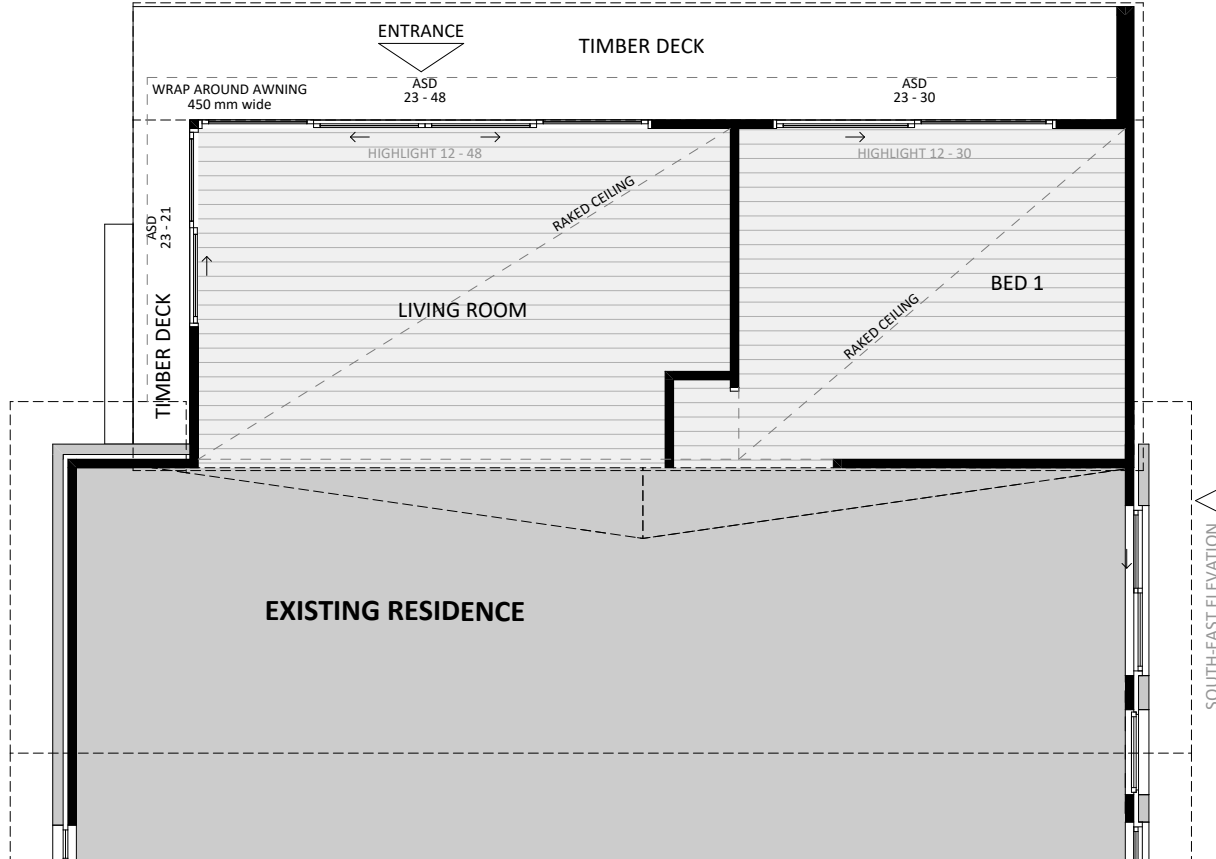 ENTRANCE
TIMBER DECK
ASD
23 - 48
ASD
23 - 30
WRAP AROUND AWNING
450 mm wide
HIGHLIGHT 12 - 48
HIGHLIGHT 12 - 30
RAKED CEILING
ASD
23 - 21
BED 1
LIVING ROOM
RAKED CEILING
TIMBER DECK
EXISTING RESIDENCE
SOUTH-EAST ELEVATION